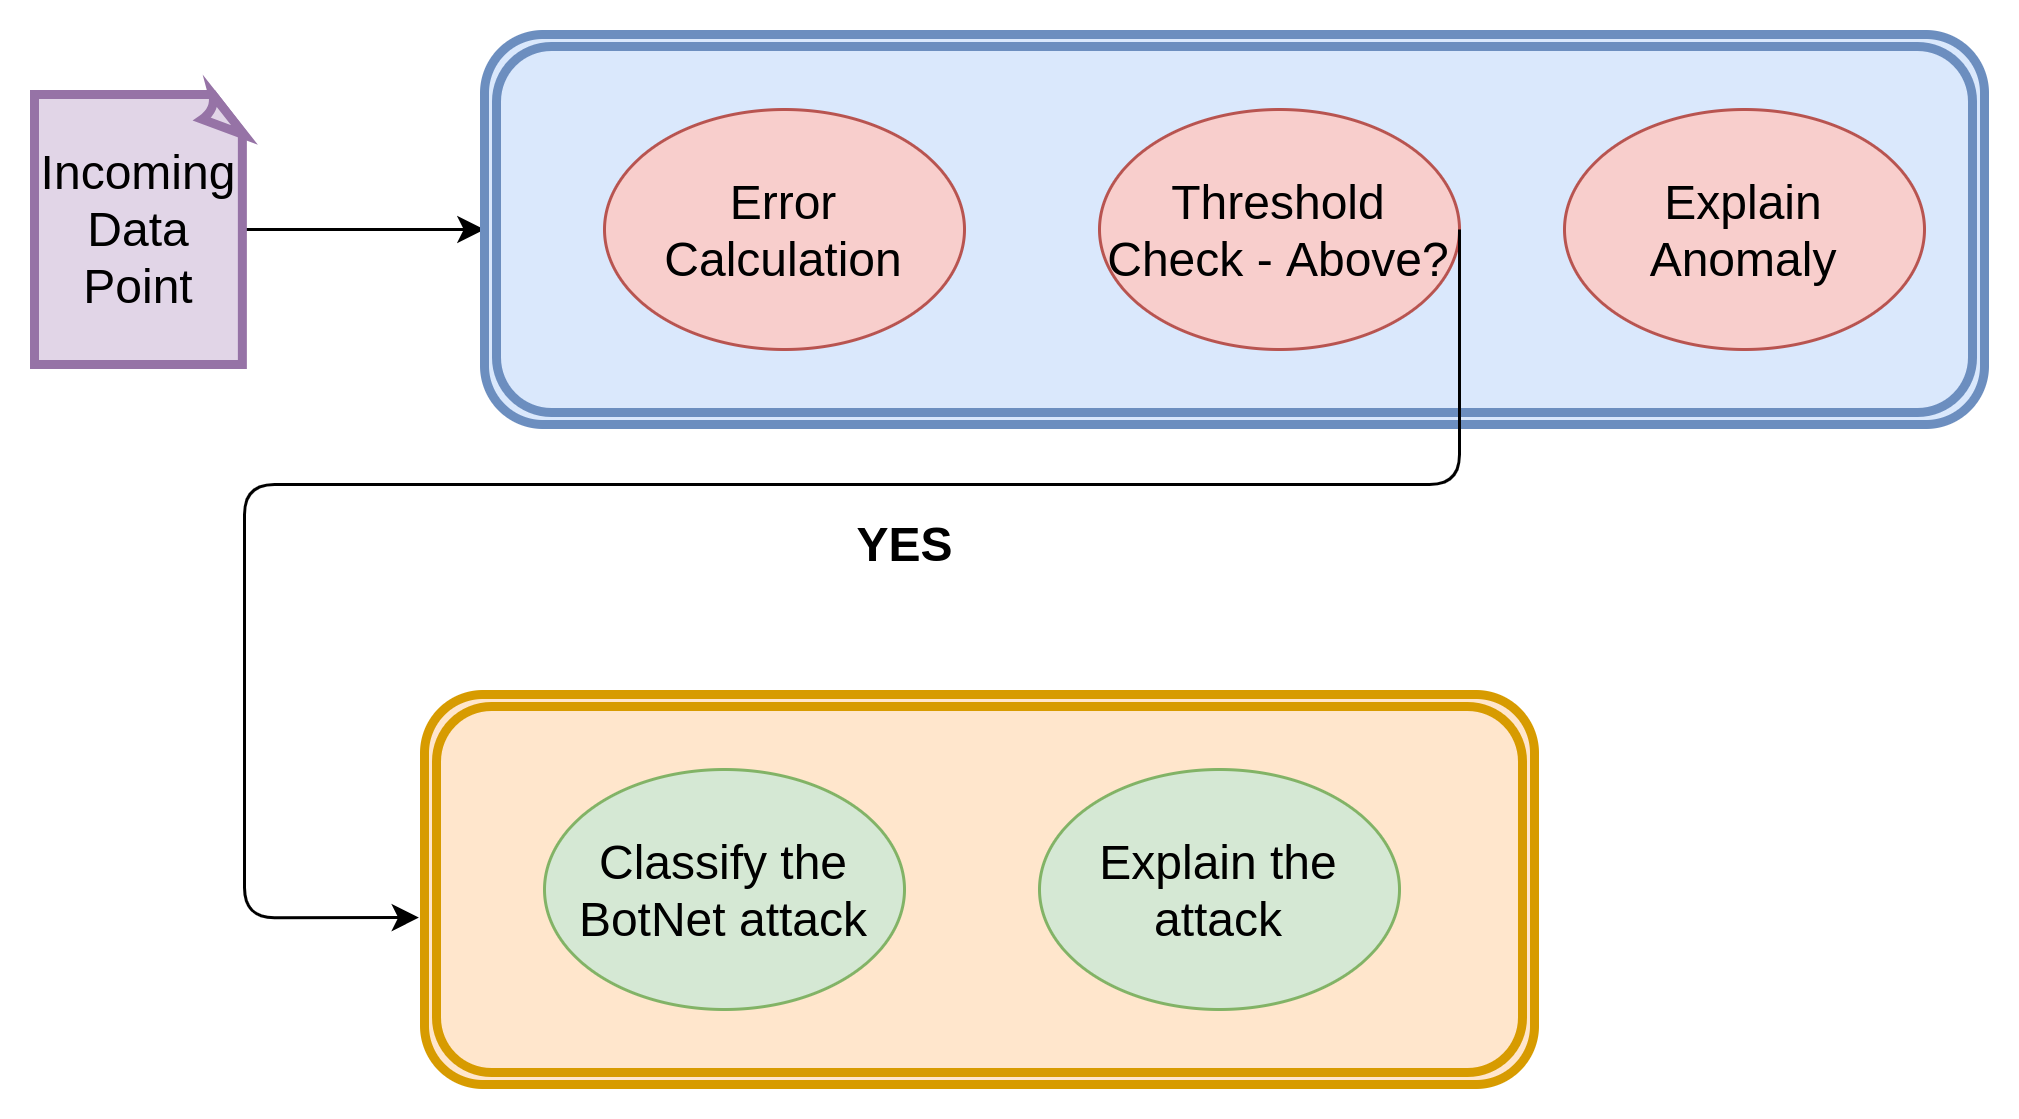 Incoming
Data
Point
Error
Calculation
Threshold
Check - Above?
Explain
Anomaly
YES
Classify the
BotNet attack
Explain the
attack